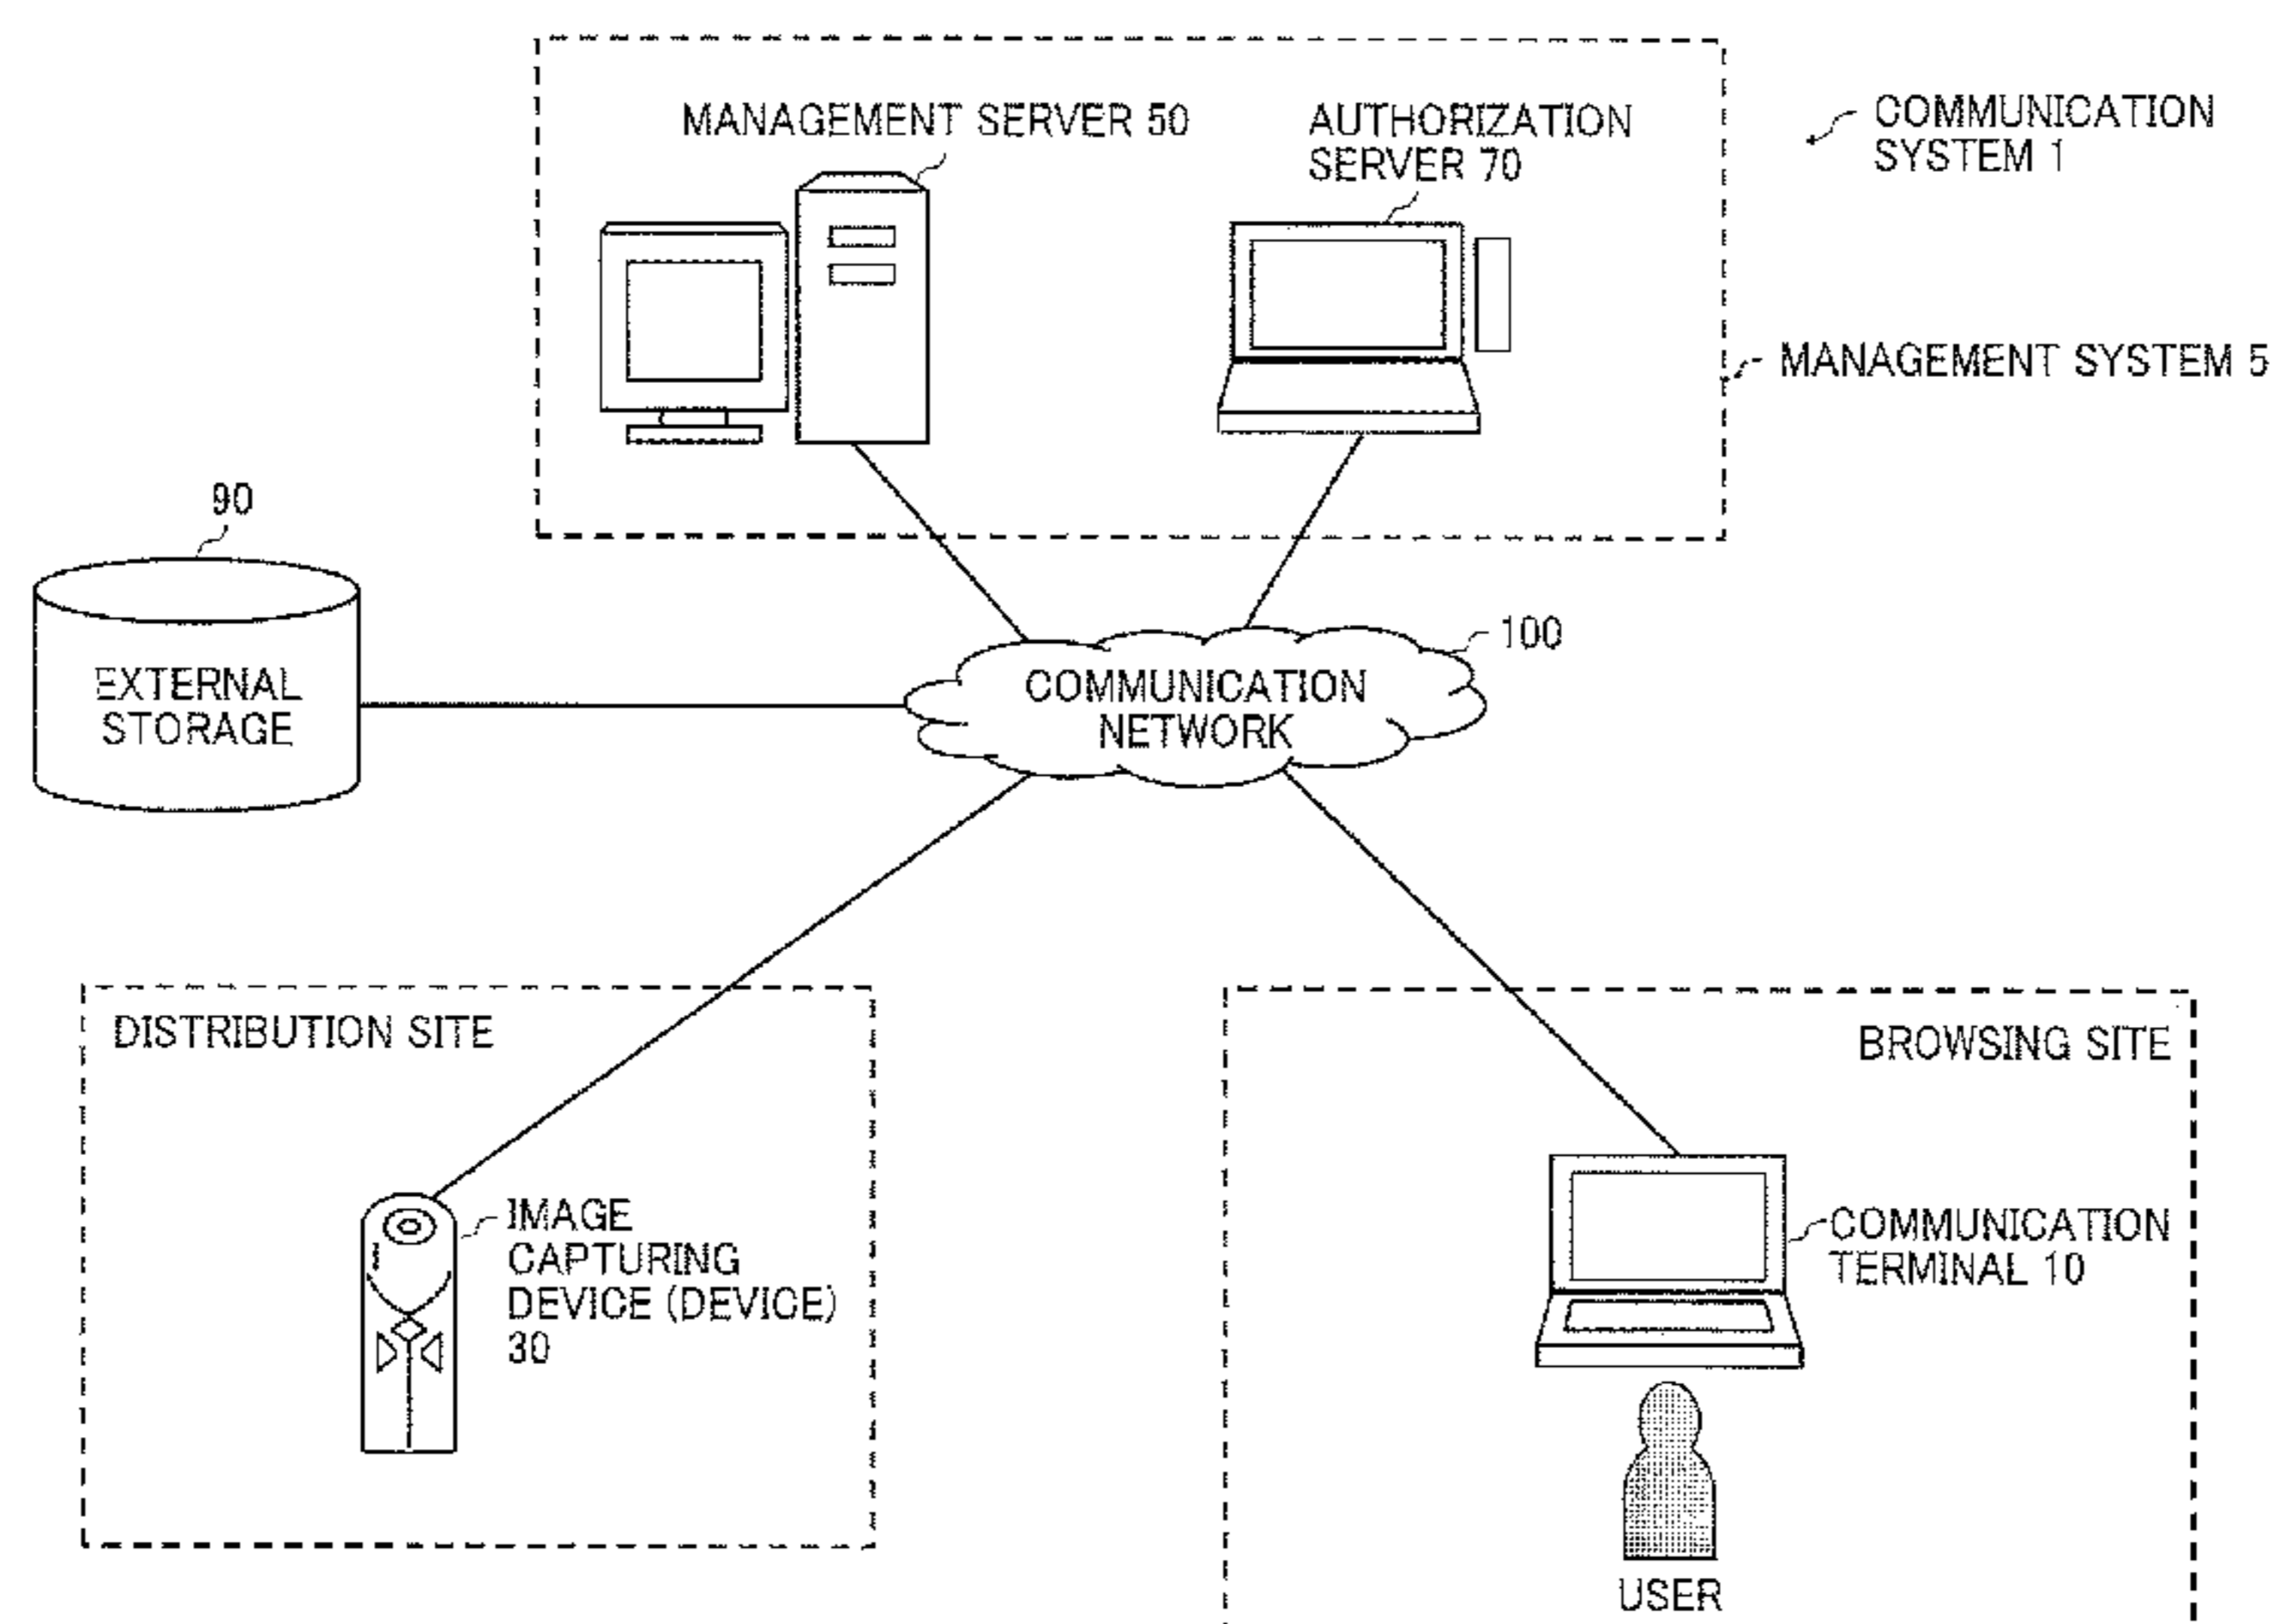 MANAGEMENT SERVER 50
AUTHORIZATION
SERVER 70
COMMUNICATION
SYSTEM 1
MANAGEMENT SYSTEM 5
90
EXTERNAL
STORAGE
100
COMMUNICATION
NETWORK
DISTRIBUTION SITE
IMAGE
CAPTURING
DEVICE (DEVICE)
30
BROWSING SITE
COMMUNICATION
TERMINAL 10
USER